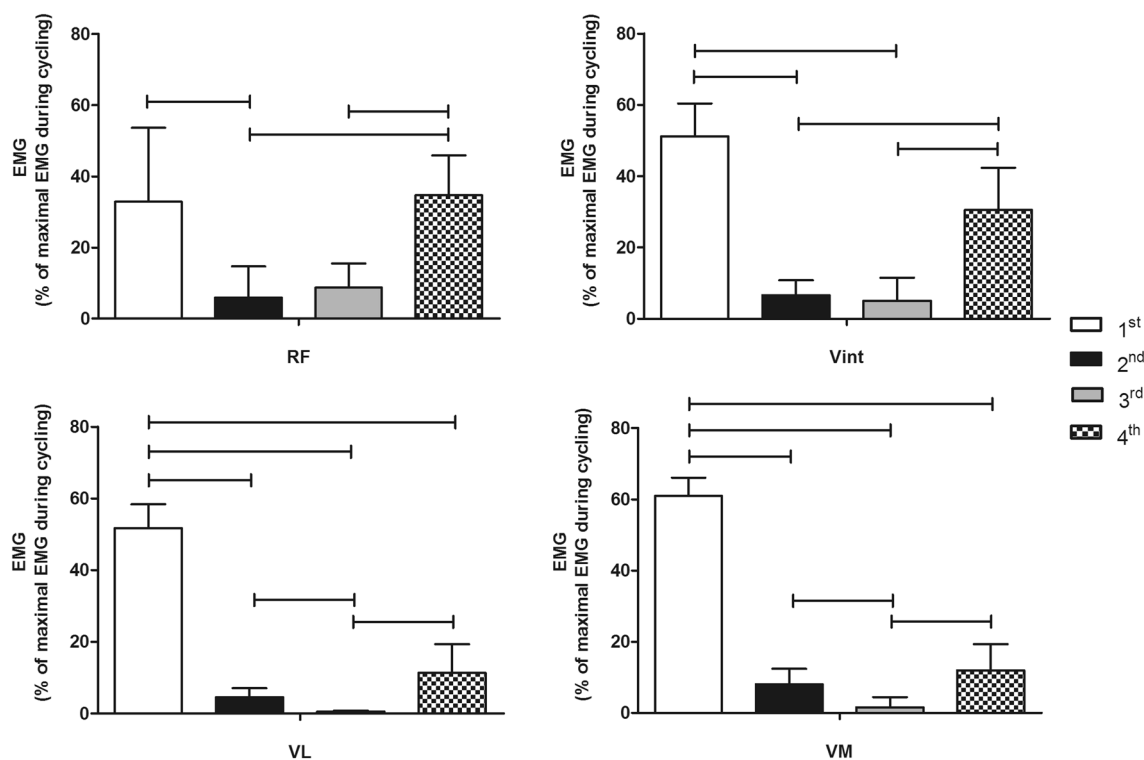 EMG
(% of maximal EMG during cycling)
80
60
40
20
0
RF
EMG
(% of maximal EMG during cycling)
80
60
40
20
0
Vint
1st
2nd
3rd
4th
EMG
(% of maximal EMG during cycling)
80
60
40
20
0
VL
EMG
(% of maximal EMG during cycling)
80
60
40
20
0
VM